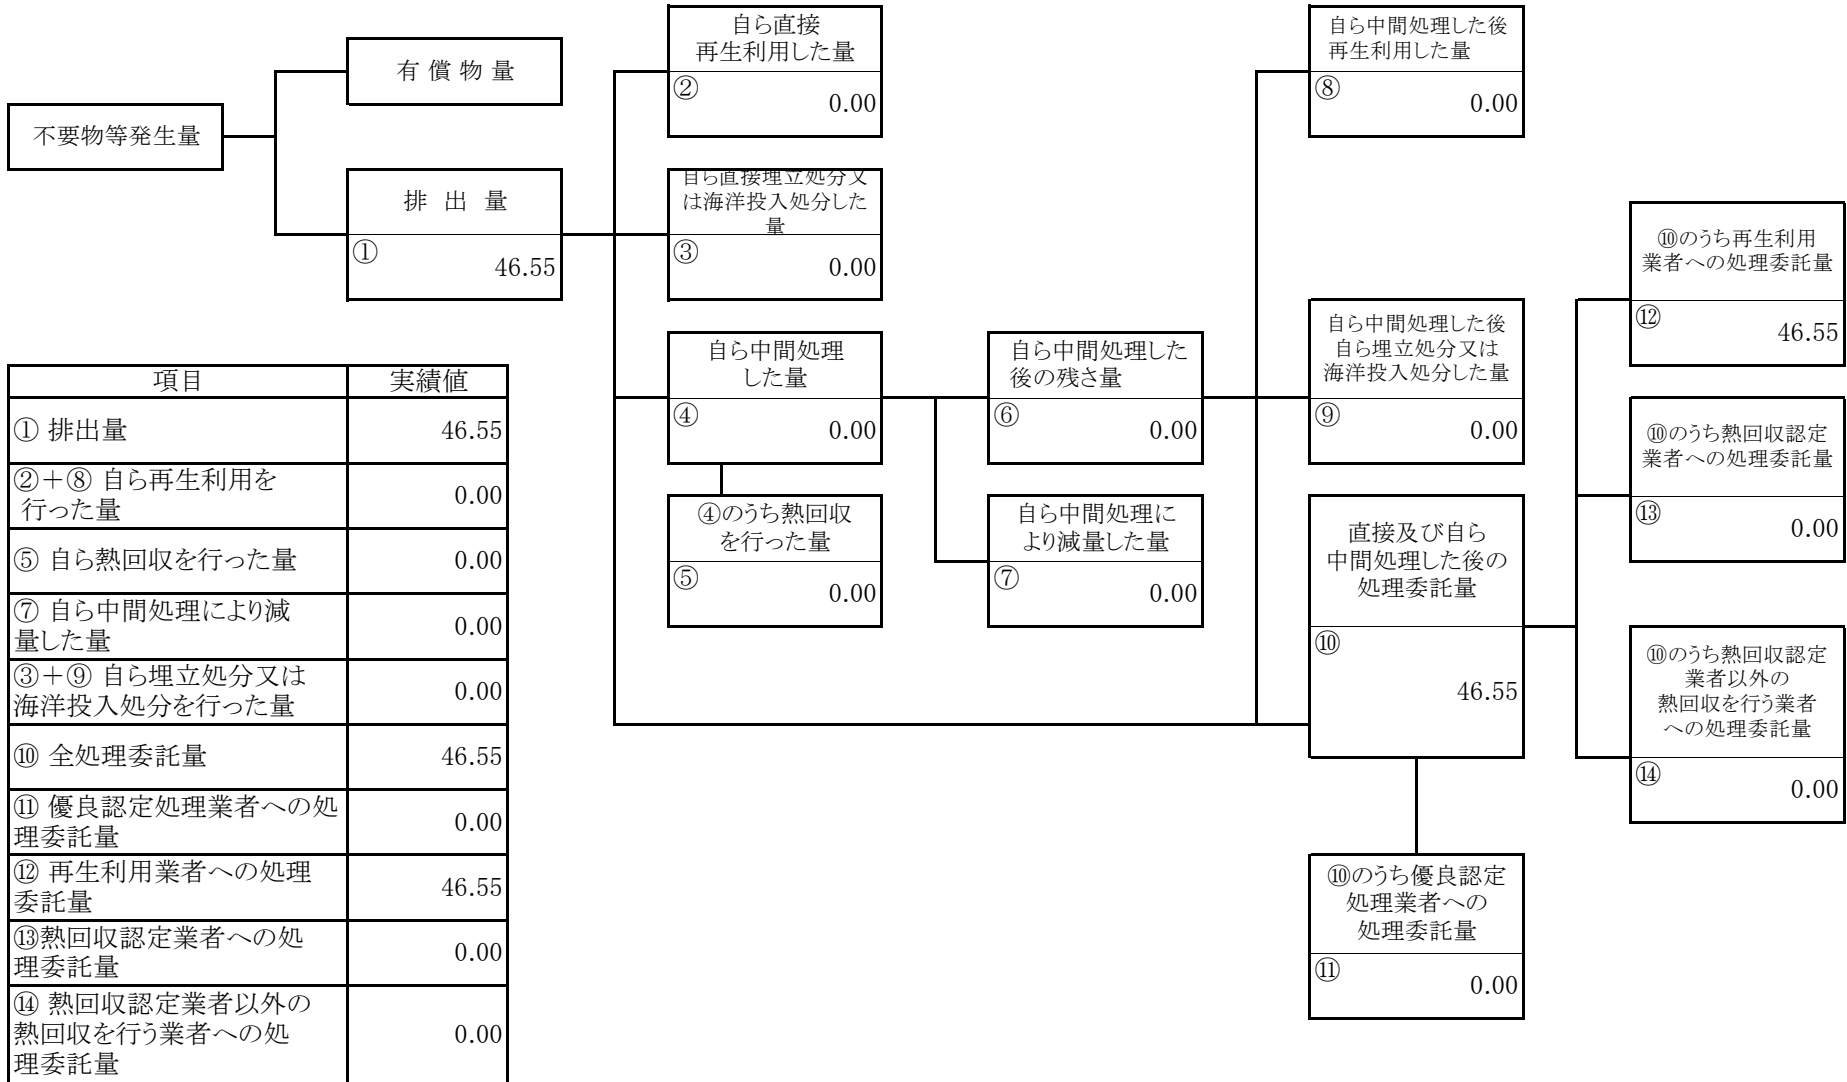 不要物等発生量
有 償 物 量
排 出 量
①
46.55
自ら直接
再生利用した量
②
0.00
自ら直接埋立処分又
は海洋投入処分した
量
③
0.00
自ら中間処理
した量
④
0.00
④のうち熱回収
を行った量
⑤
0.00
自ら中間処理した
後の残さ量
⑥
0.00
自ら中間処理に
より減量した量
⑦
0.00
自ら中間処理した後
再生利用した量
⑧
0.00
自ら中間処理した後
自ら埋立処分又は
海洋投入処分した量
⑨
0.00
直接及び自ら
中間処理した後の
処理委託量
⑩
46.55
⑩のうち優良認定
処理業者への
処理委託量
⑪
0.00
⑩のうち再生利用
業者への処理委託量
⑫
46.55
⑩のうち熱回収認定
業者への処理委託量
⑬
0.00
⑩のうち熱回収認定
業者以外の
熱回収を行う業者
への処理委託量
⑭
0.00
項目 実績値
① 排出量 46.55
②＋⑧ 自ら再生利用を
行った量 0.00
⑤ 自ら熱回収を行った量 0.00
⑦ 自ら中間処理により減
量した量 0.00
③＋⑨ 自ら埋立処分又は
海洋投入処分を行った量 0.00
⑩ 全処理委託量 46.55
⑪ 優良認定処理業者への処
理委託量 0.00
⑫ 再生利用業者への処理
委託量 46.55
⑬熱回収認定業者への処
理委託量 0.00
⑭ 熱回収認定業者以外の
熱回収を行う業者への処
理委託量 0.00